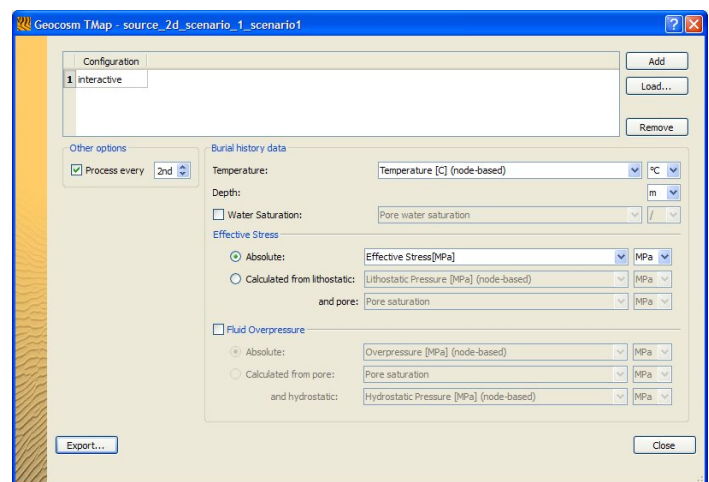 Geocosm TMap - source_2d_scenario_1_scenario1
Configuration
1 interactive
Add
Load...
Remove
Other options
Process every 2nd
Burial history data
Temperature: Temperature [C] (node-based) °C
Depth: m
Water Saturation: Pore water saturation /
Effective Stress
Absolute: Effective Stress[MPa] MPa
Calculated from lithostatic: Lithostatic Pressure [MPa] (node-based) MPa
and pore: Pore saturation MPa
Fluid Overpressure
Absolute: Overpressure [MPa] (node-based) MPa
Calculated from pore: Pore saturation MPa
and hydrostatic: Hydrostatic Pressure [MPa] (node-based) MPa
Export...
Close